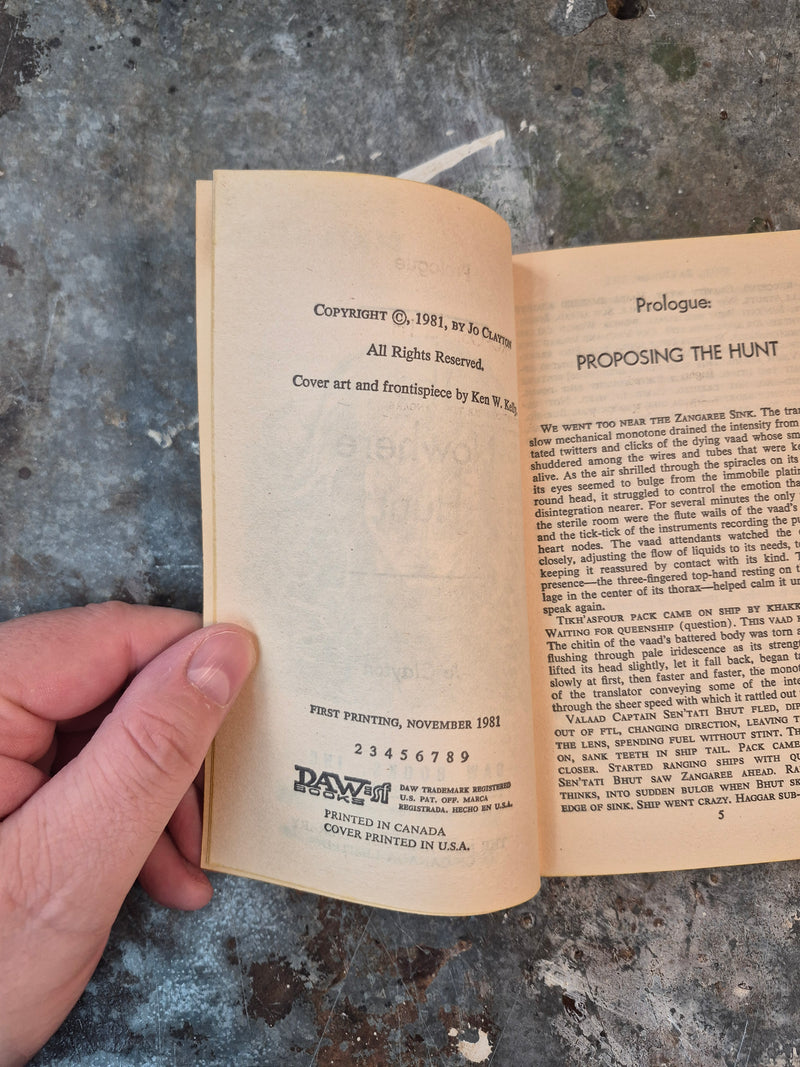 COPYRIGHT ©, 1981, BY JO CLAYTON
All Rights Reserved.
Cover art and frontispiece by Ken W. Kelly
FIRST PRINTING, NOVEMBER 1981
2 3 4 5 6 7 8 9
DAW sf
BOOKS
DAW TRADEMARK REGISTERED
U.S. PAT. OFF. MARCA
REGISTRADA. HECHO EN U.S.A.
PRINTED IN CANADA
COVER PRINTED IN U.S.A.
Prologue:
PROPOSING THE HUNT
WE WENT TOO NEAR THE ZANGAREE SINK. The
slow mechanical monotone drained the intensity from
tated twitters and clicks of the dying vaad whose
shuddered among the wires and tubes that were
alive. As the air shrilled through the spiracles on its
its eyes seemed to bulge from the immobile
round head, it struggled to control the emotion
disintegration nearer. For several minutes the only
the sterile room were the flute wails of the vaad's
and the tick-tick of the instruments recording the
heart nodes. The vaad attendants watched the
closely, adjusting the flow of liquids to its needs,
keeping it reassured by contact with its kind.
presence—the three-fingered top-hand resting on
lage in the center of its thorax—helped calm it
speak again.
TIKH'ASFOUR PACK CAME ON SHIP BY
WAITING FOR QUEENSHIP (question). THIS VAAD
The chitin of the vaad's battered body was torn
flushing through pale iridescence as its
lifted its head slightly, let it fall back, began
slowly at first, then faster and faster, the
of the translator conveying some of the
through the sheer speed with which it rattled out
VALAAD CAPTAIN SEN'TATI BHUT FLED,
OUT OF FTL, CHANGING DIRECTION, LEAVING
THE LENS, SPENDING FUEL WITHOUT STINT.
ON, SANK TEETH IN SHIP TAIL. PACK CAME
CLOSER. STARTED RANGING SHIPS WITH
SEN'TATI BHUT SAW ZANGAREE AHEAD.
THINKS, INTO SUDDEN BULGE WHEN BHUT
EDGE OF SINK. SHIP WENT CRAZY. HAGGAR
5